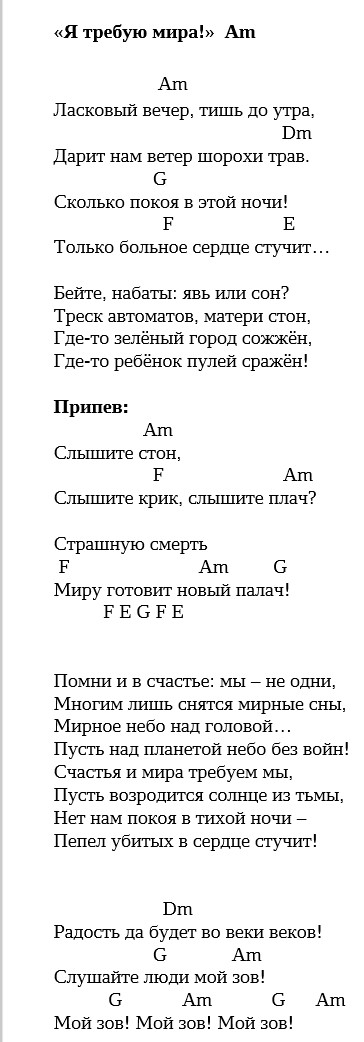 «Я требую мира!»  Am
Am
Ласковый вечер, тишь до утра,
Dm
Дарит нам ветер шорохи трав.
G
Сколько покоя в этой ночи!
F E
Только больное сердце стучит…
Бейте, набаты: явь или сон?
Треск автоматов, матери стон,
Где-то зелёный город сожжён,
Где-то ребёнок пулей сражён!
Припев:
Am
Слышите стон,
F Am
Слышите крик, слышите плач?
Страшную смерть
F Am G
Миру готовит новый палач!
F E G F E
Помни и в счастье: мы – не одни,
Многим лишь снятся мирные сны,
Мирное небо над головой…
Пусть над планетой небо без войн!
Счастья и мира требуем мы,
Пусть возродится солнце из тьмы,
Нет нам покоя в тихой ночи –
Пепел убитых в сердце стучит!
Dm
Радость да будет во веки веков!
G Am
Слушайте люди мой зов!
G Am G Am
Мой зов! Мой зов! Мой зов!